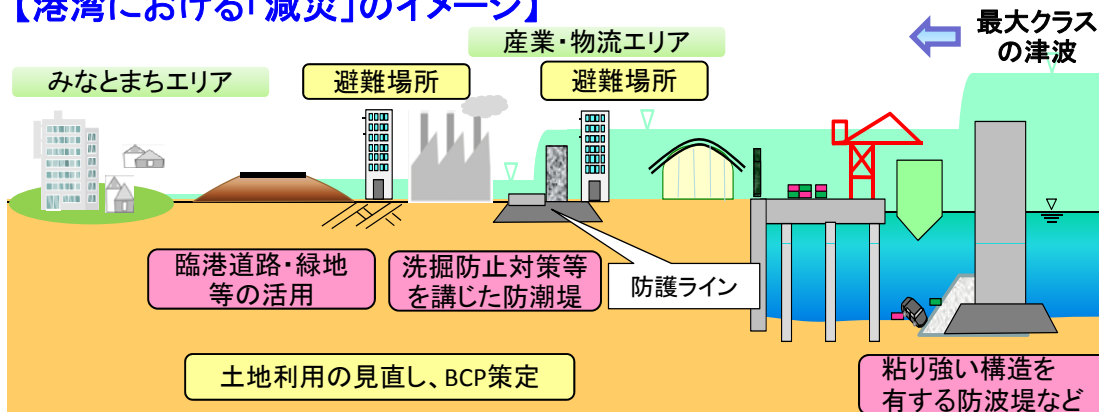 【港湾における「減災」のイメージ】
最大クラス
の津波
産業・物流エリア
みなとまちエリア
避難場所
避難場所
臨港道路・緑地
等の活用
洗掘防止対策等
を講じた防潮堤
防護ライン
土地利用の見直し、BCP策定
粘り強い構造を
有する防波堤など